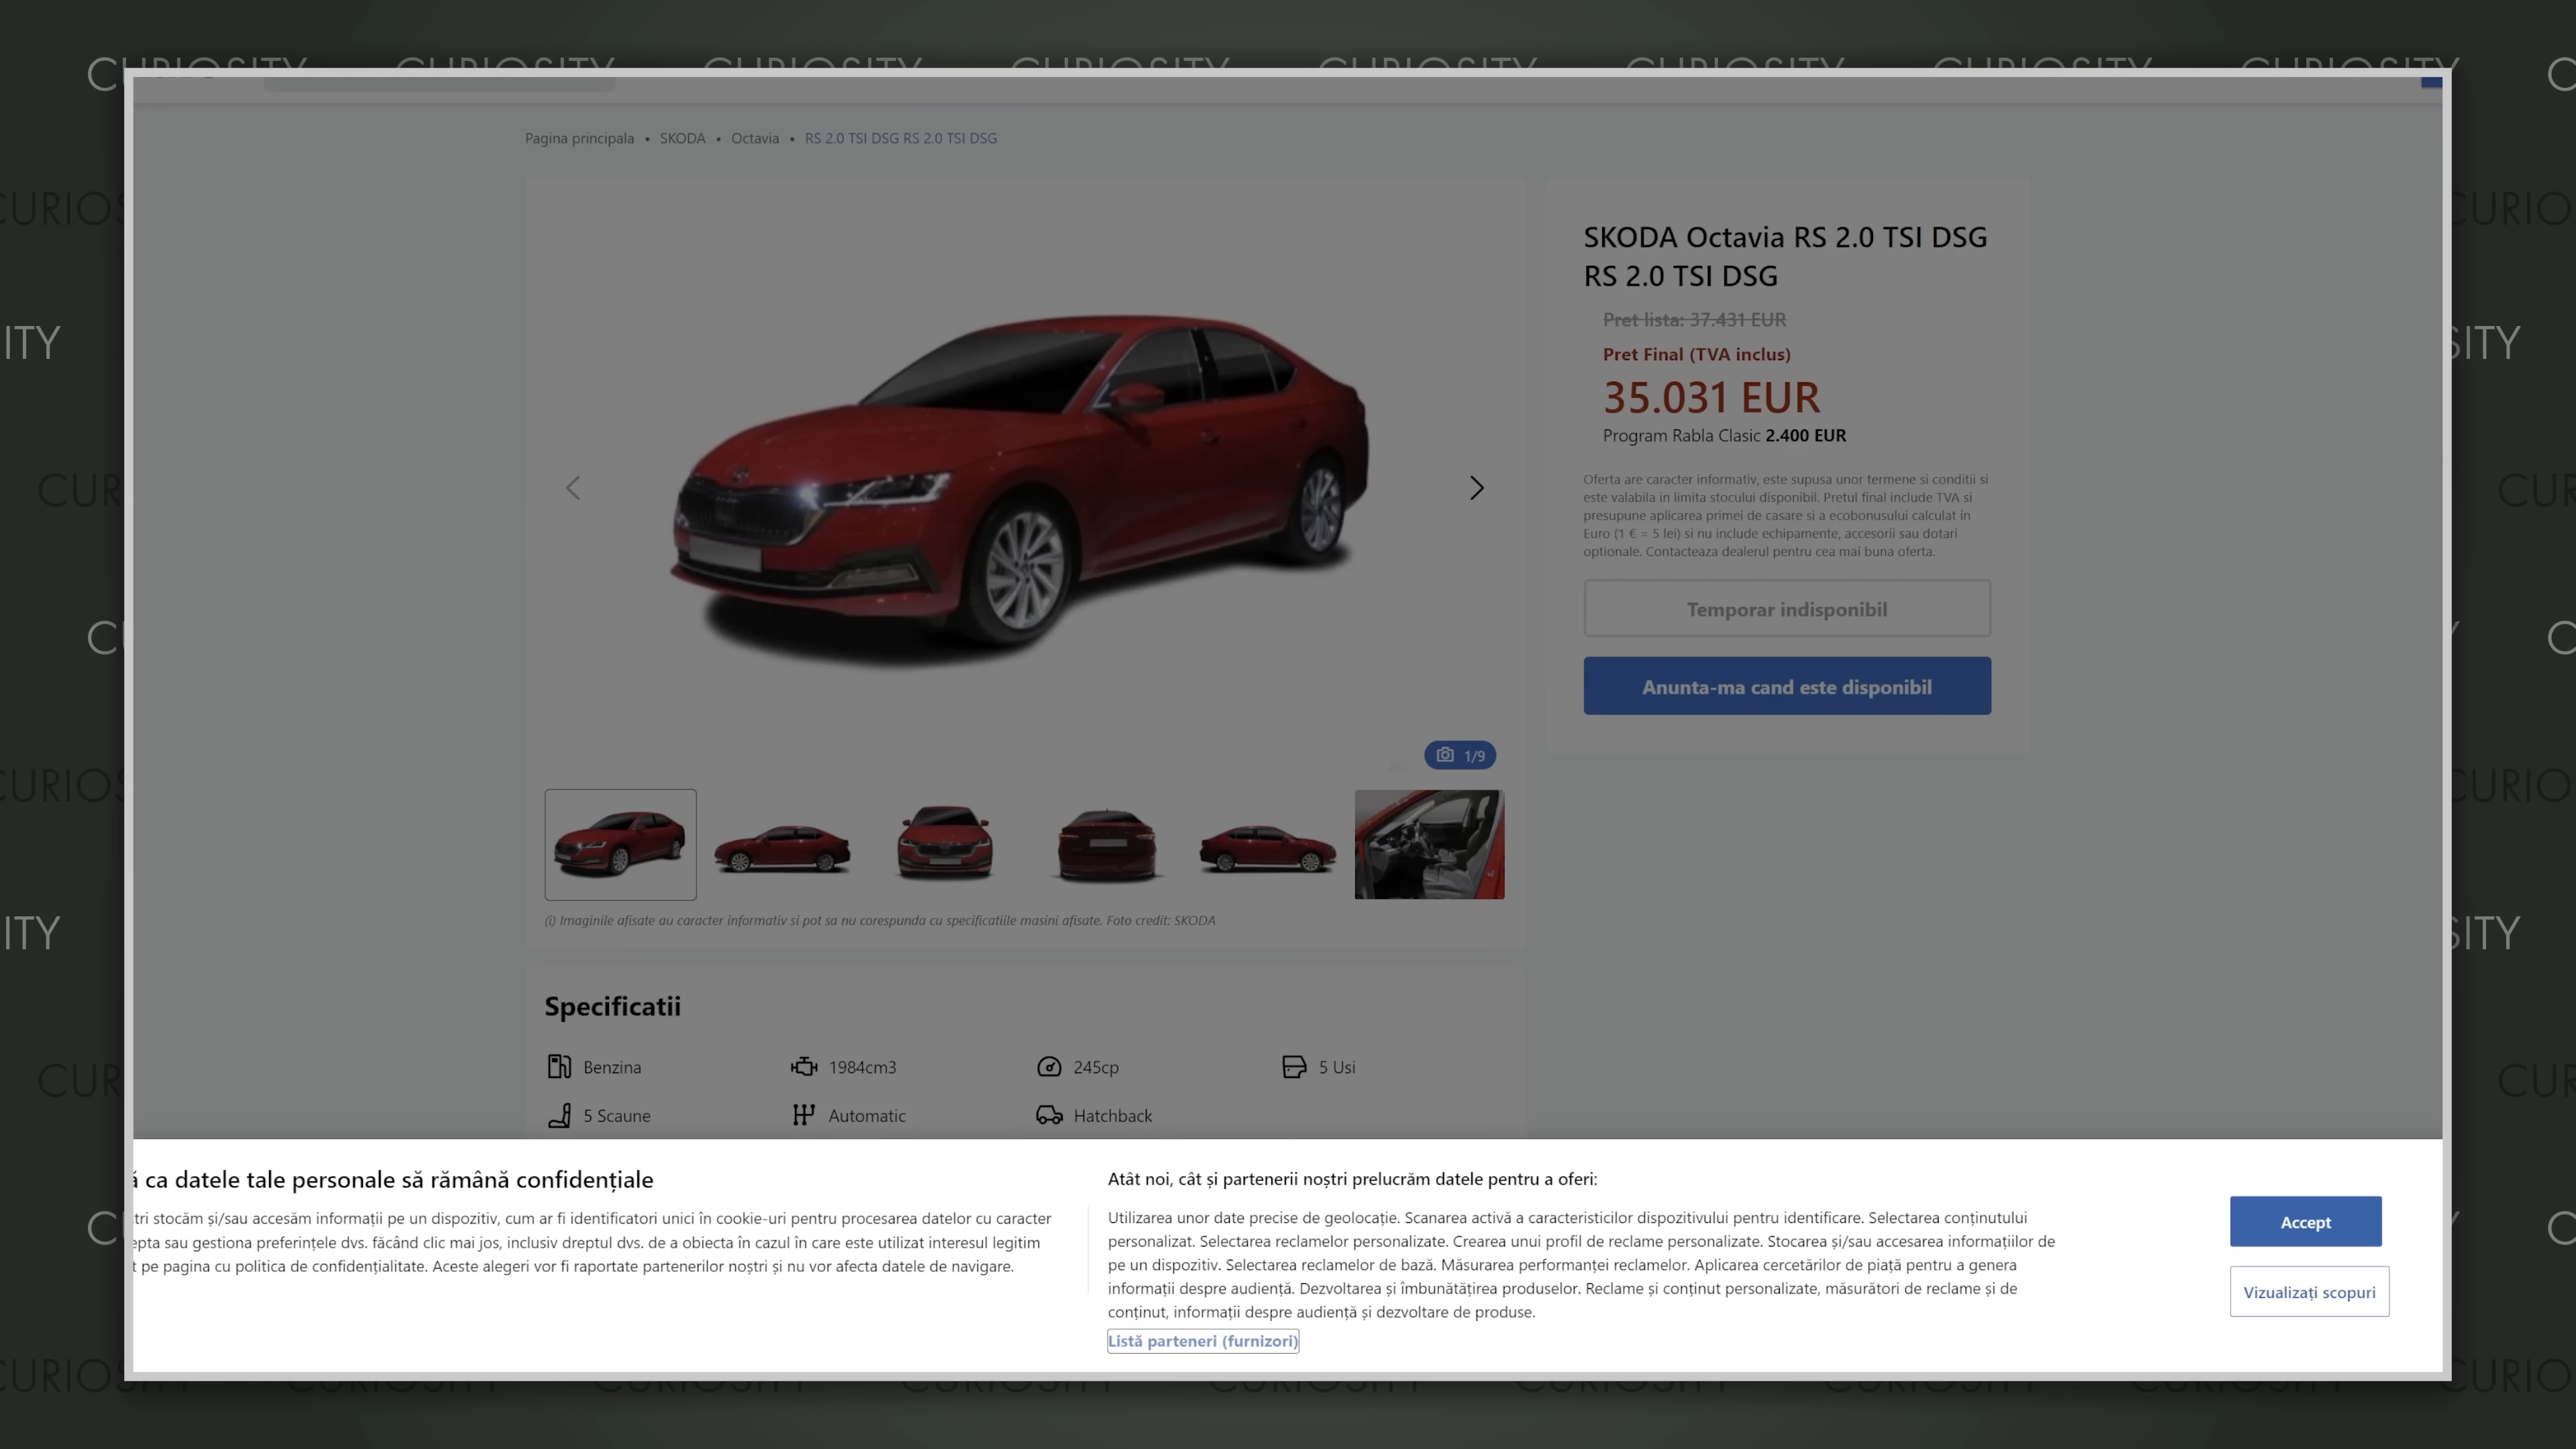 CURIOSITY CURIOSITY CURIOSITY CURIOSITY CURIOSITY CURIOSITY CURIOSITY CURIOSITY
Pagina principala • SKODA • Octavia • RS 2.0 TSI DSG RS 2.0 TSI DSG
SKODA Octavia RS 2.0 TSI DSG
RS 2.0 TSI DSG
Pret lista: 37.431 EUR
Pret Final (TVA inclus)
35.031 EUR
Program Rabla Clasic 2.400 EUR
Oferta are caracter informativ, este supusa unor termene si conditii si
este valabila in limita stocului disponibil. Pretul final include TVA si
presupune aplicarea primei de casare si a ecobonusului calculat in
Euro (1 € = 5 lei) si nu include echipamente, accesorii sau dotari
optionale. Contacteaza dealerul pentru cea mai buna oferta.
Temporar indisponibil
Anunta-ma cand este disponibil
1/9
(i) Imaginile afisate au caracter informativ si pot sa nu corespunda cu specificatiile masini afisate. Foto credit: SKODA
Specificatii
Benzina 1984cm3 245cp 5 Usi
5 Scaune Automatic Hatchback
ca datele tale personale să rămână confidențiale
stocăm și/sau accesăm informații pe un dispozitiv, cum ar fi identificatori unici în cookie-uri pentru procesarea datelor cu caracter
sau gestiona preferințele dvs. făcând clic mai jos, inclusiv dreptul dvs. de a obiecta în cazul în care este utilizat interesul legitim
pe pagina cu politica de confidențialitate. Aceste alegeri vor fi raportate partenerilor noștri și nu vor afecta datele de navigare.
Atât noi, cât și partenerii noștri prelucrăm datele pentru a oferi:
Utilizarea unor date precise de geolocație. Scanarea activă a caracteristicilor dispozitivului pentru identificare. Selectarea conținutului
personalizat. Selectarea reclamelor personalizate. Crearea unui profil de reclame personalizate. Stocarea și/sau accesarea informațiilor de
pe un dispozitiv. Selectarea reclamelor de bază. Măsurarea performanței reclamelor. Aplicarea cercetărilor de piață pentru a genera
informații despre audiență. Dezvoltarea și îmbunătățirea produselor. Reclame și conținut personalizate, măsurători de reclame și de
conținut, informații despre audiență și dezvoltare de produse.
Listă parteneri (furnizori)
Accept
Vizualizați scopuri